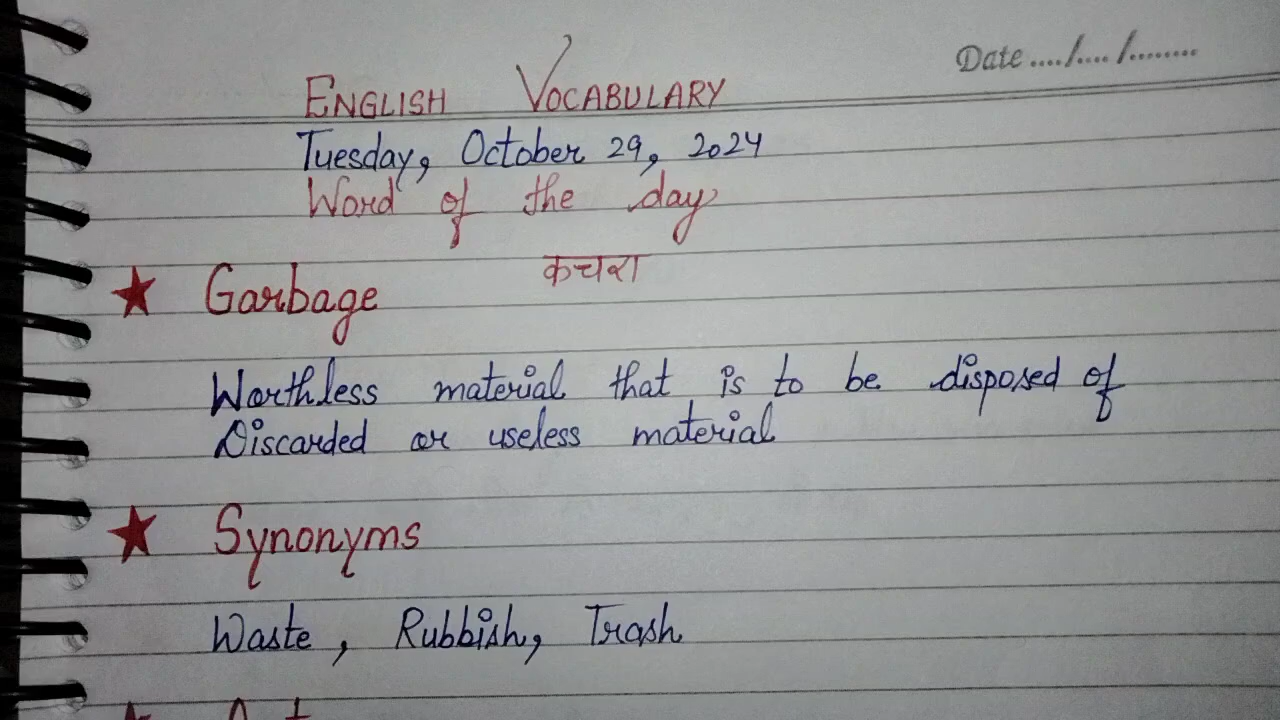 Date ..../..../........
ENGLISH VOCABULARY
Tuesday, October 29, 2024
Word of the day
कचरा
★ Garbage
Worthless material that is to be disposed of
Discarded or useless material
★ Synonyms
Waste, Rubbish, Trash